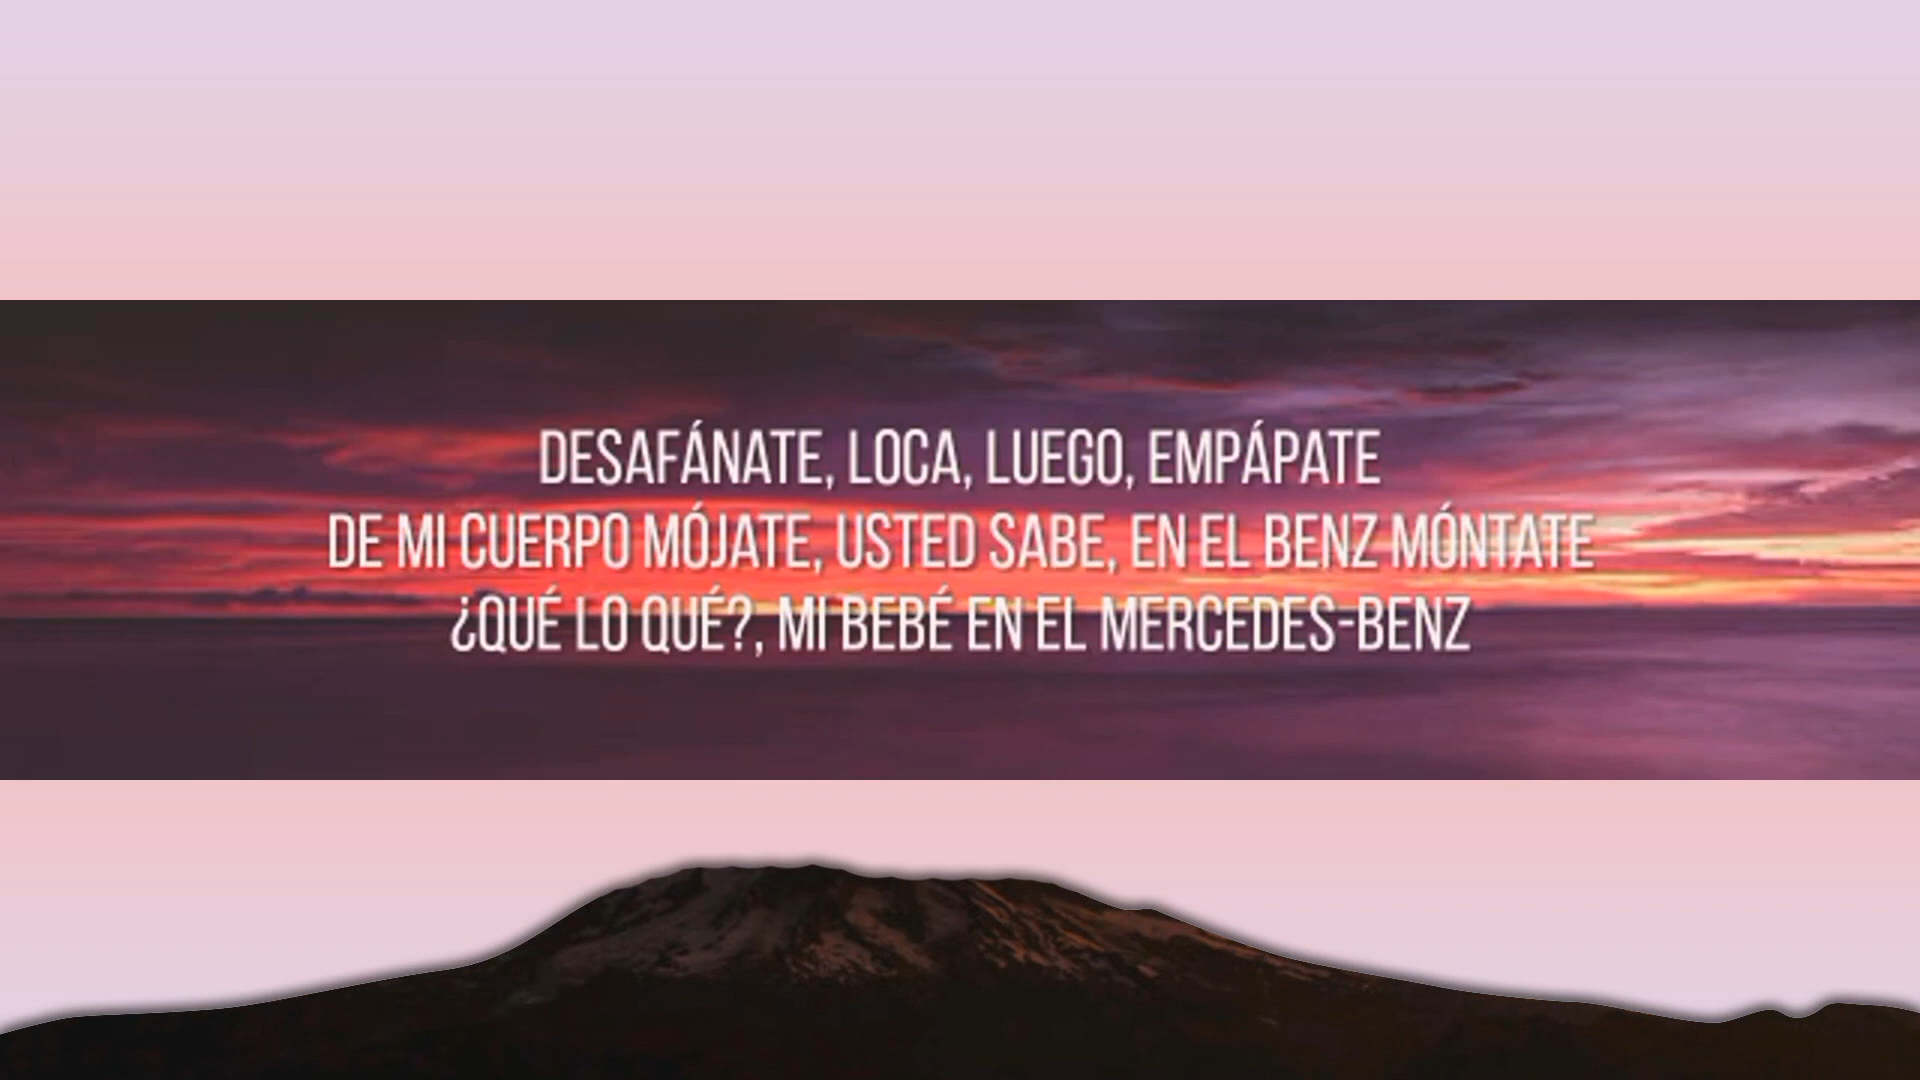 DESAFÁNATE, LOCA, LUEGO, EMPÁPATE
DE MI CUERPO MÓJATE, USTED SABE, EN EL BENZ MÓNTATE
¿QUÉ LO QUÉ?, MI BEBÉ EN EL MERCEDES-BENZ